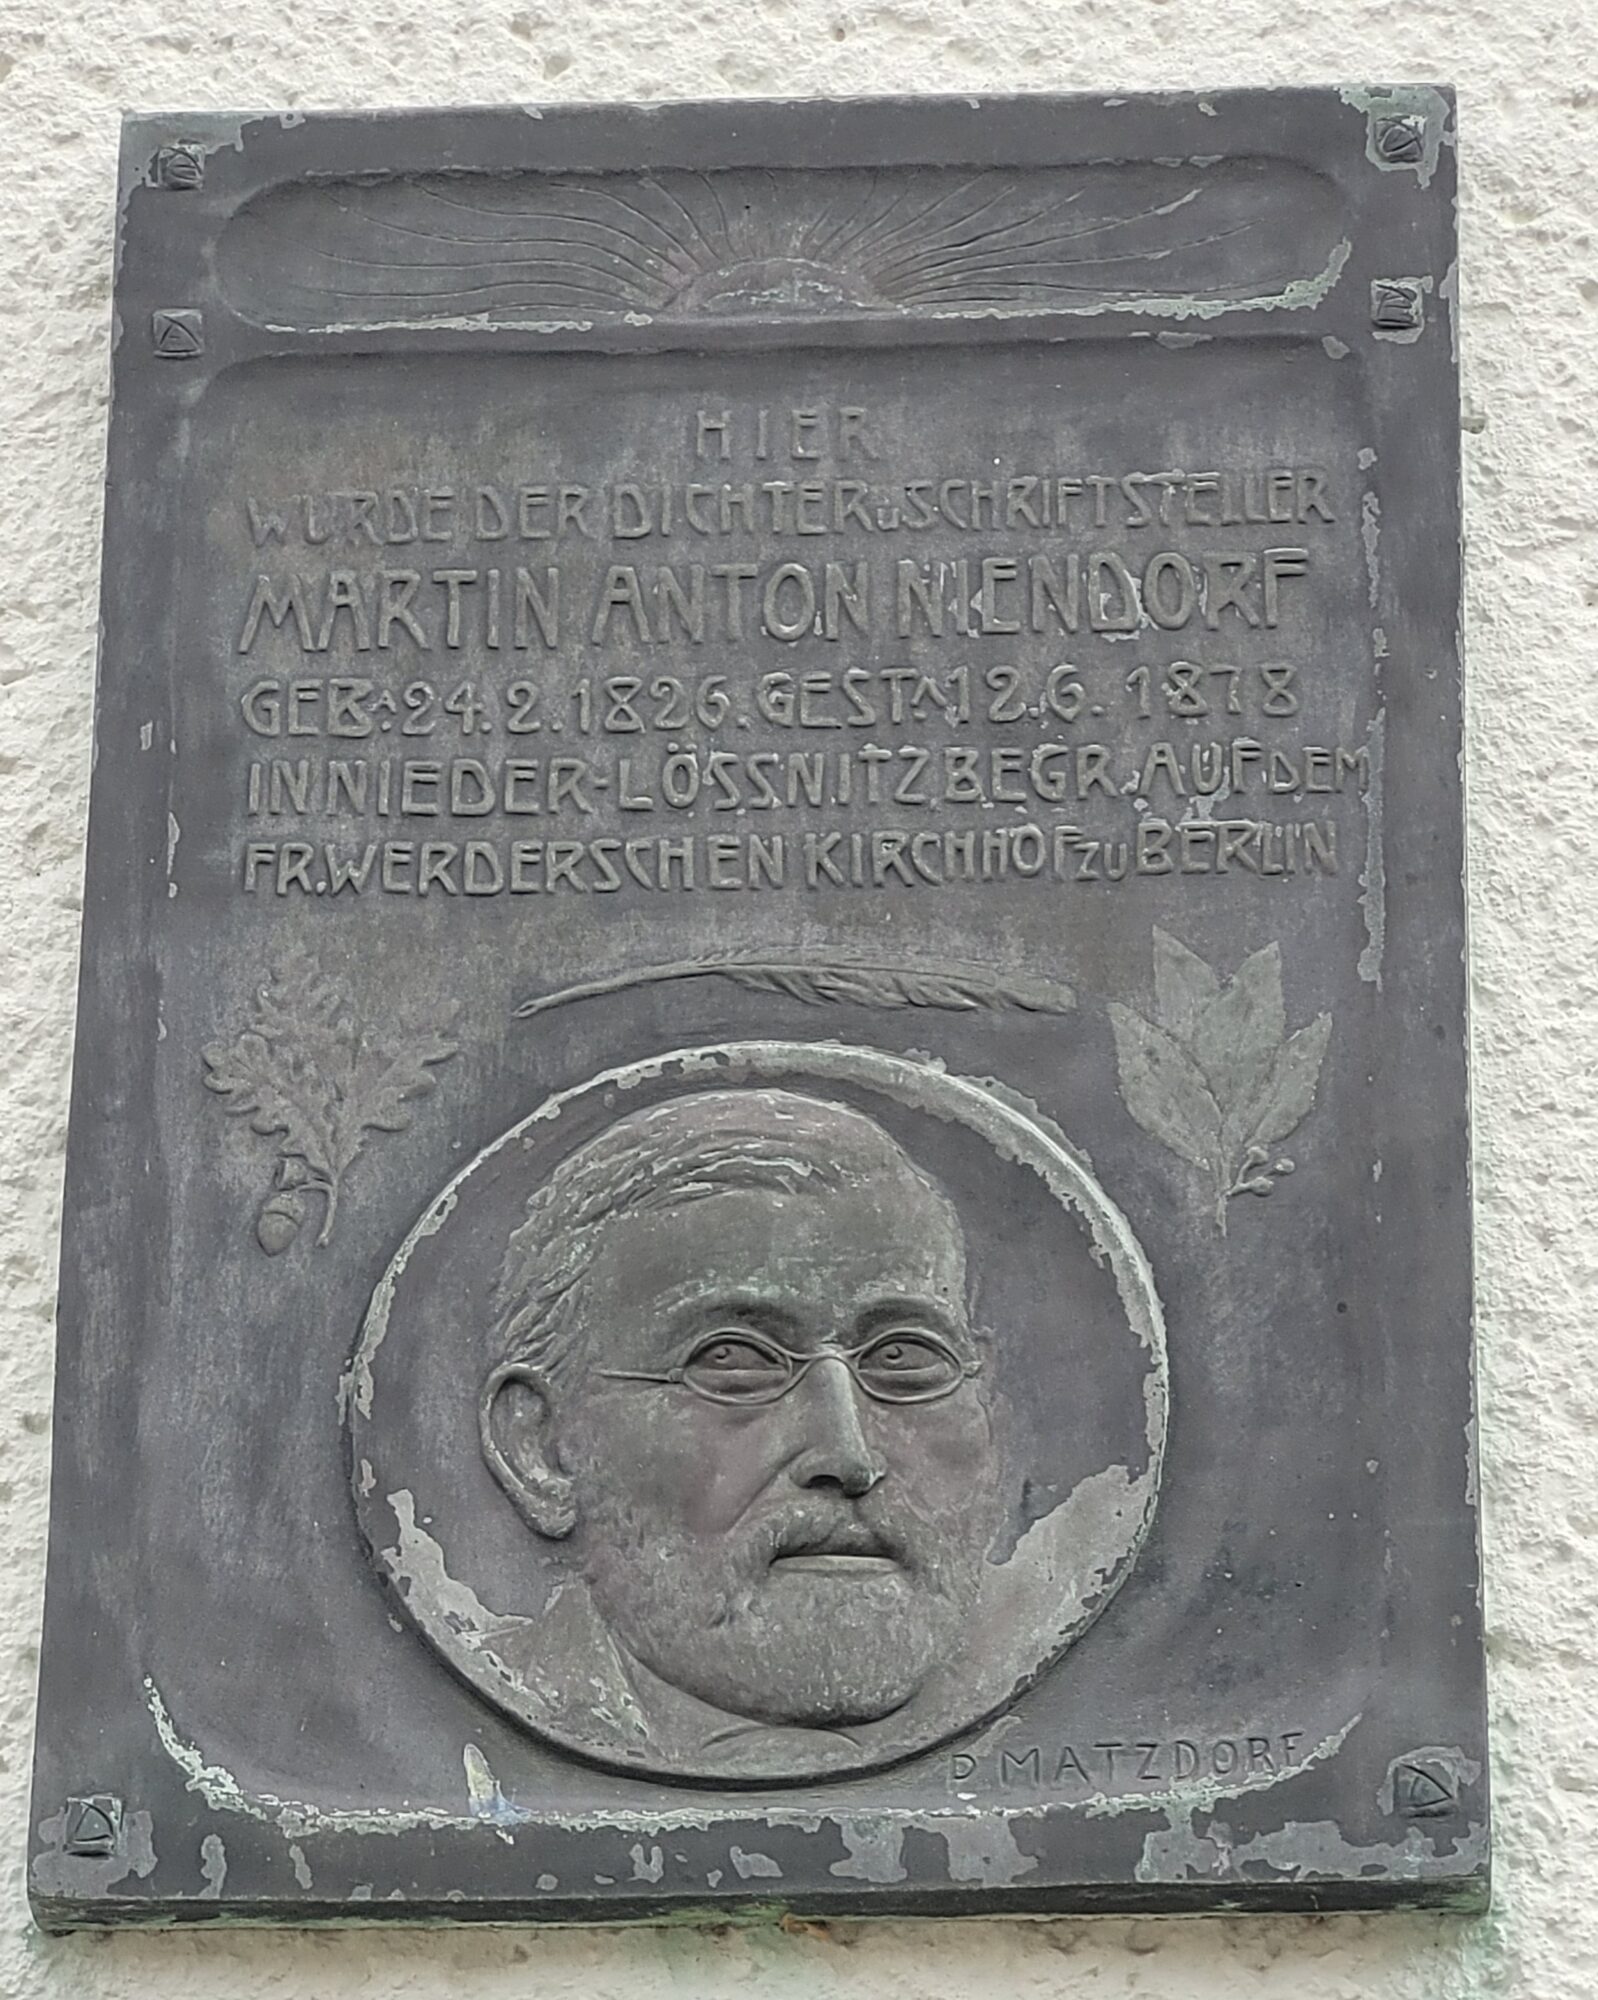 HIER
WURDE DER DICHTER u. SCHRIFTSTELLER
MARTIN ANTON NIENDORF
GEB. 24. 2. 1826. GEST. 12. 6. 1878
IN NIEDER-LÖSSNITZ, BEGR. AUF DEM
FR. WERDERSCHEN KIRCHHOF ZU BERLIN
D MATZDORF